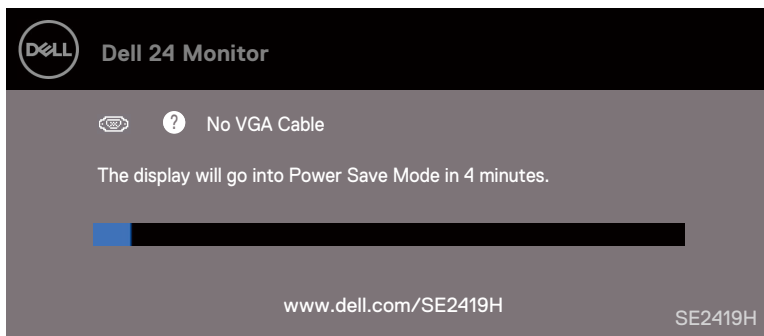 DELL
Dell 24 Monitor
? No VGA Cable
The display will go into Power Save Mode in 4 minutes.
www.dell.com/SE2419H
SE2419H